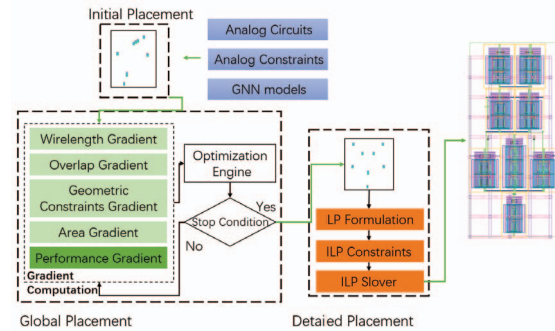 Initial Placement
Analog Circuits
Analog Constraints
GNN models
Wirelength Gradient
Overlap Gradient
Geometric
Constraints Gradient
Area Gradient
Performance Gradient
Gradient
Computation
Optimization
Engine
Stop Condition
Yes
No
Global Placement
LP Formulation
ILP Constraints
ILP Slover
Detaied Placement